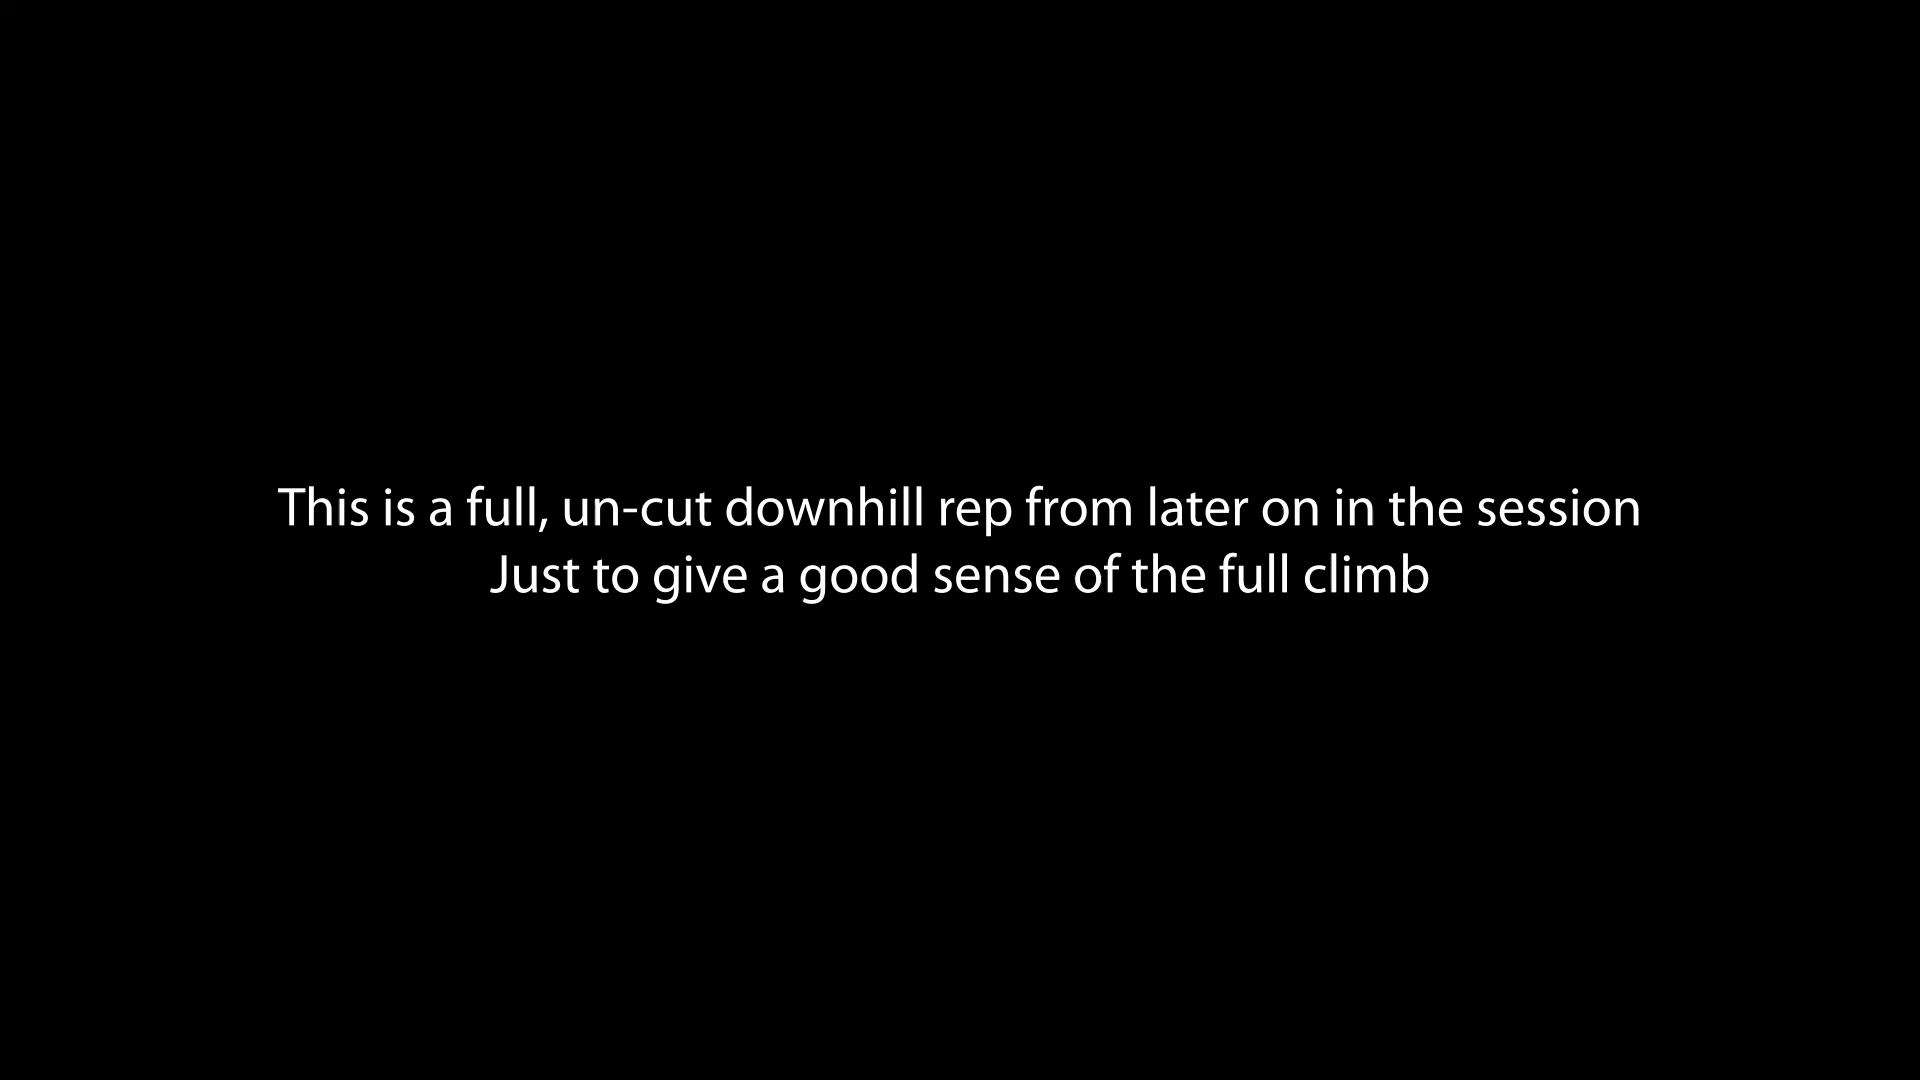 This is a full, un-cut downhill rep from later on in the session
Just to give a good sense of the full climb